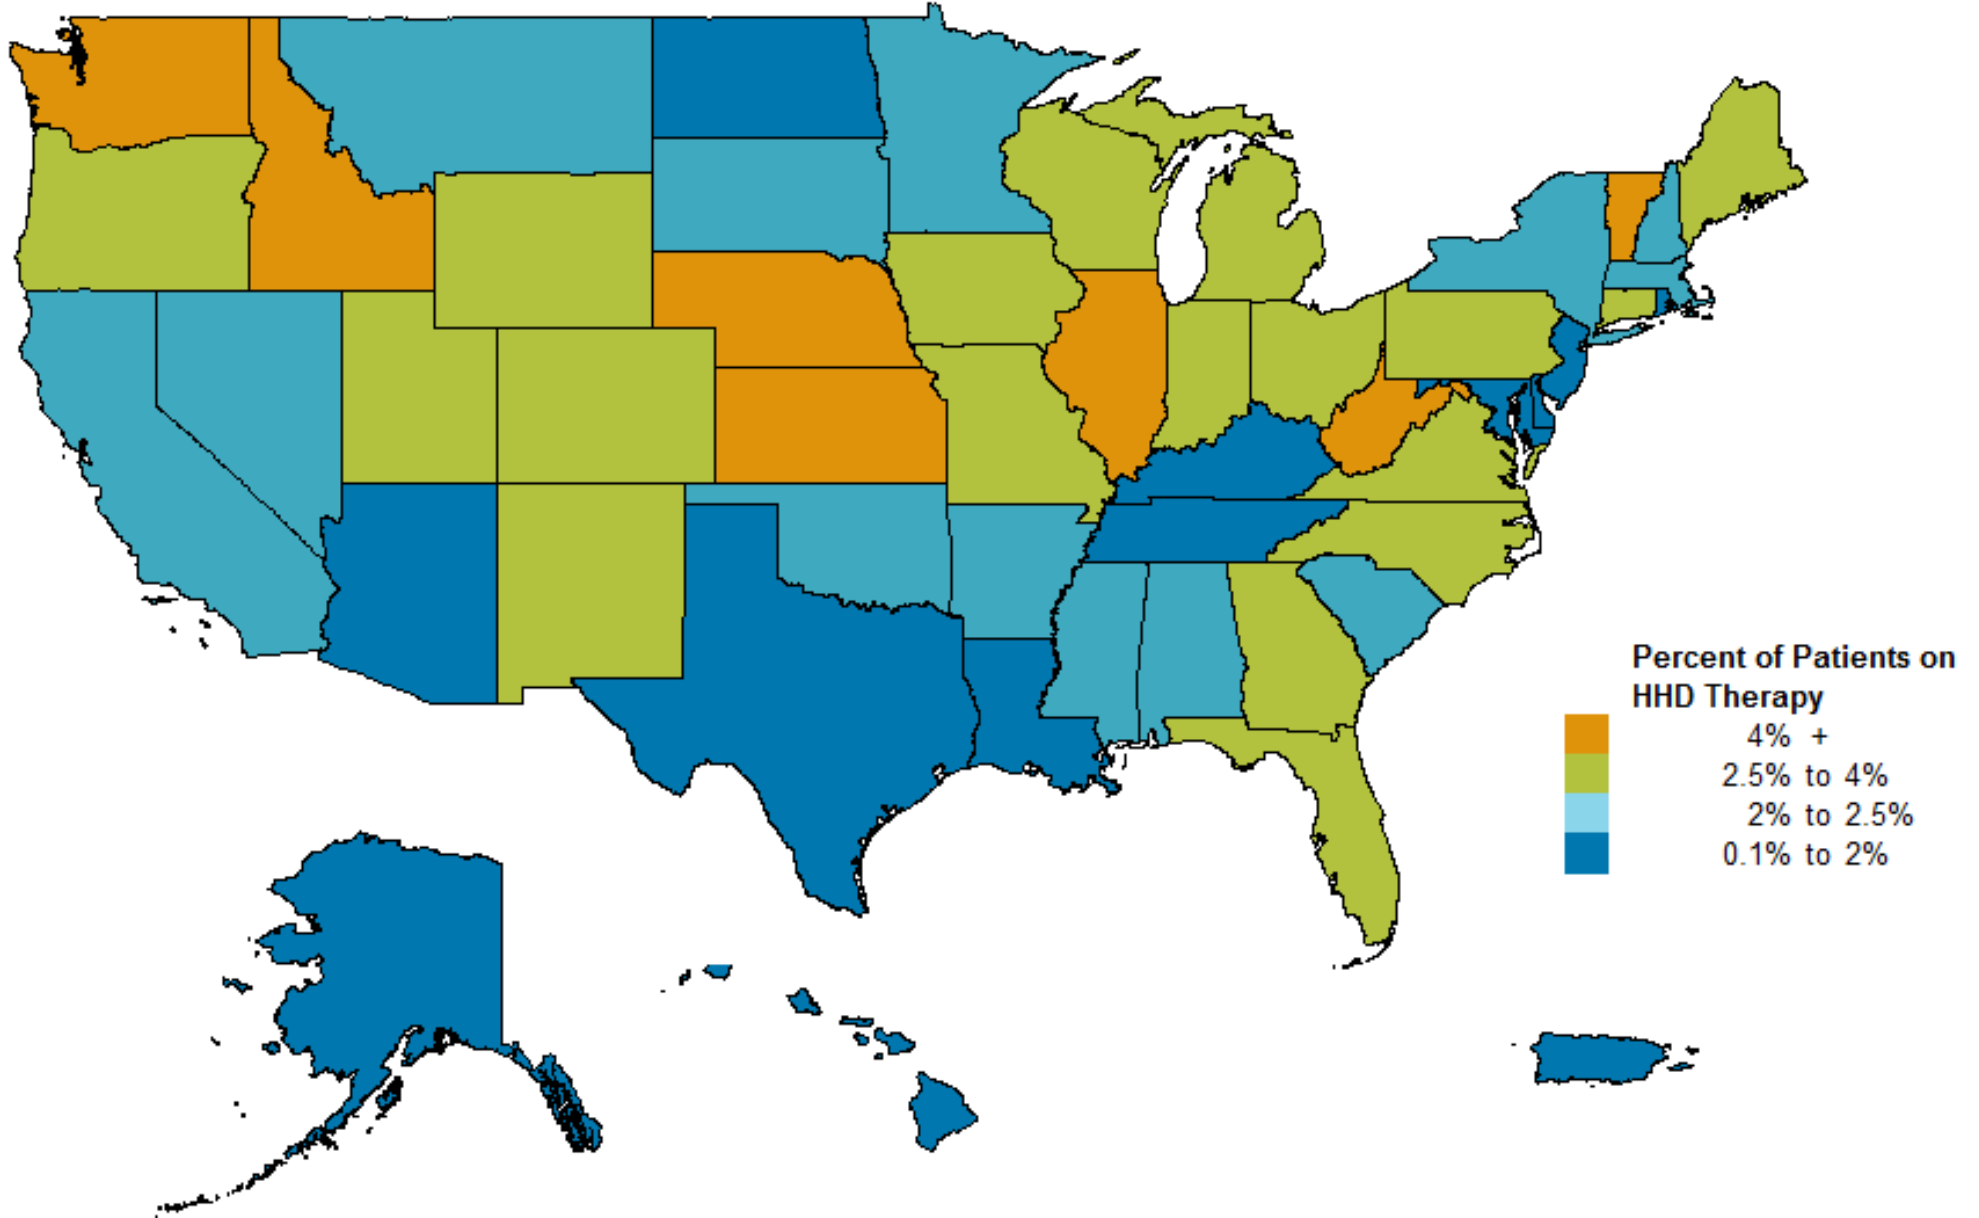 Percent of Patients on
HHD Therapy
4% +
2.5% to 4%
2% to 2.5%
0.1% to 2%